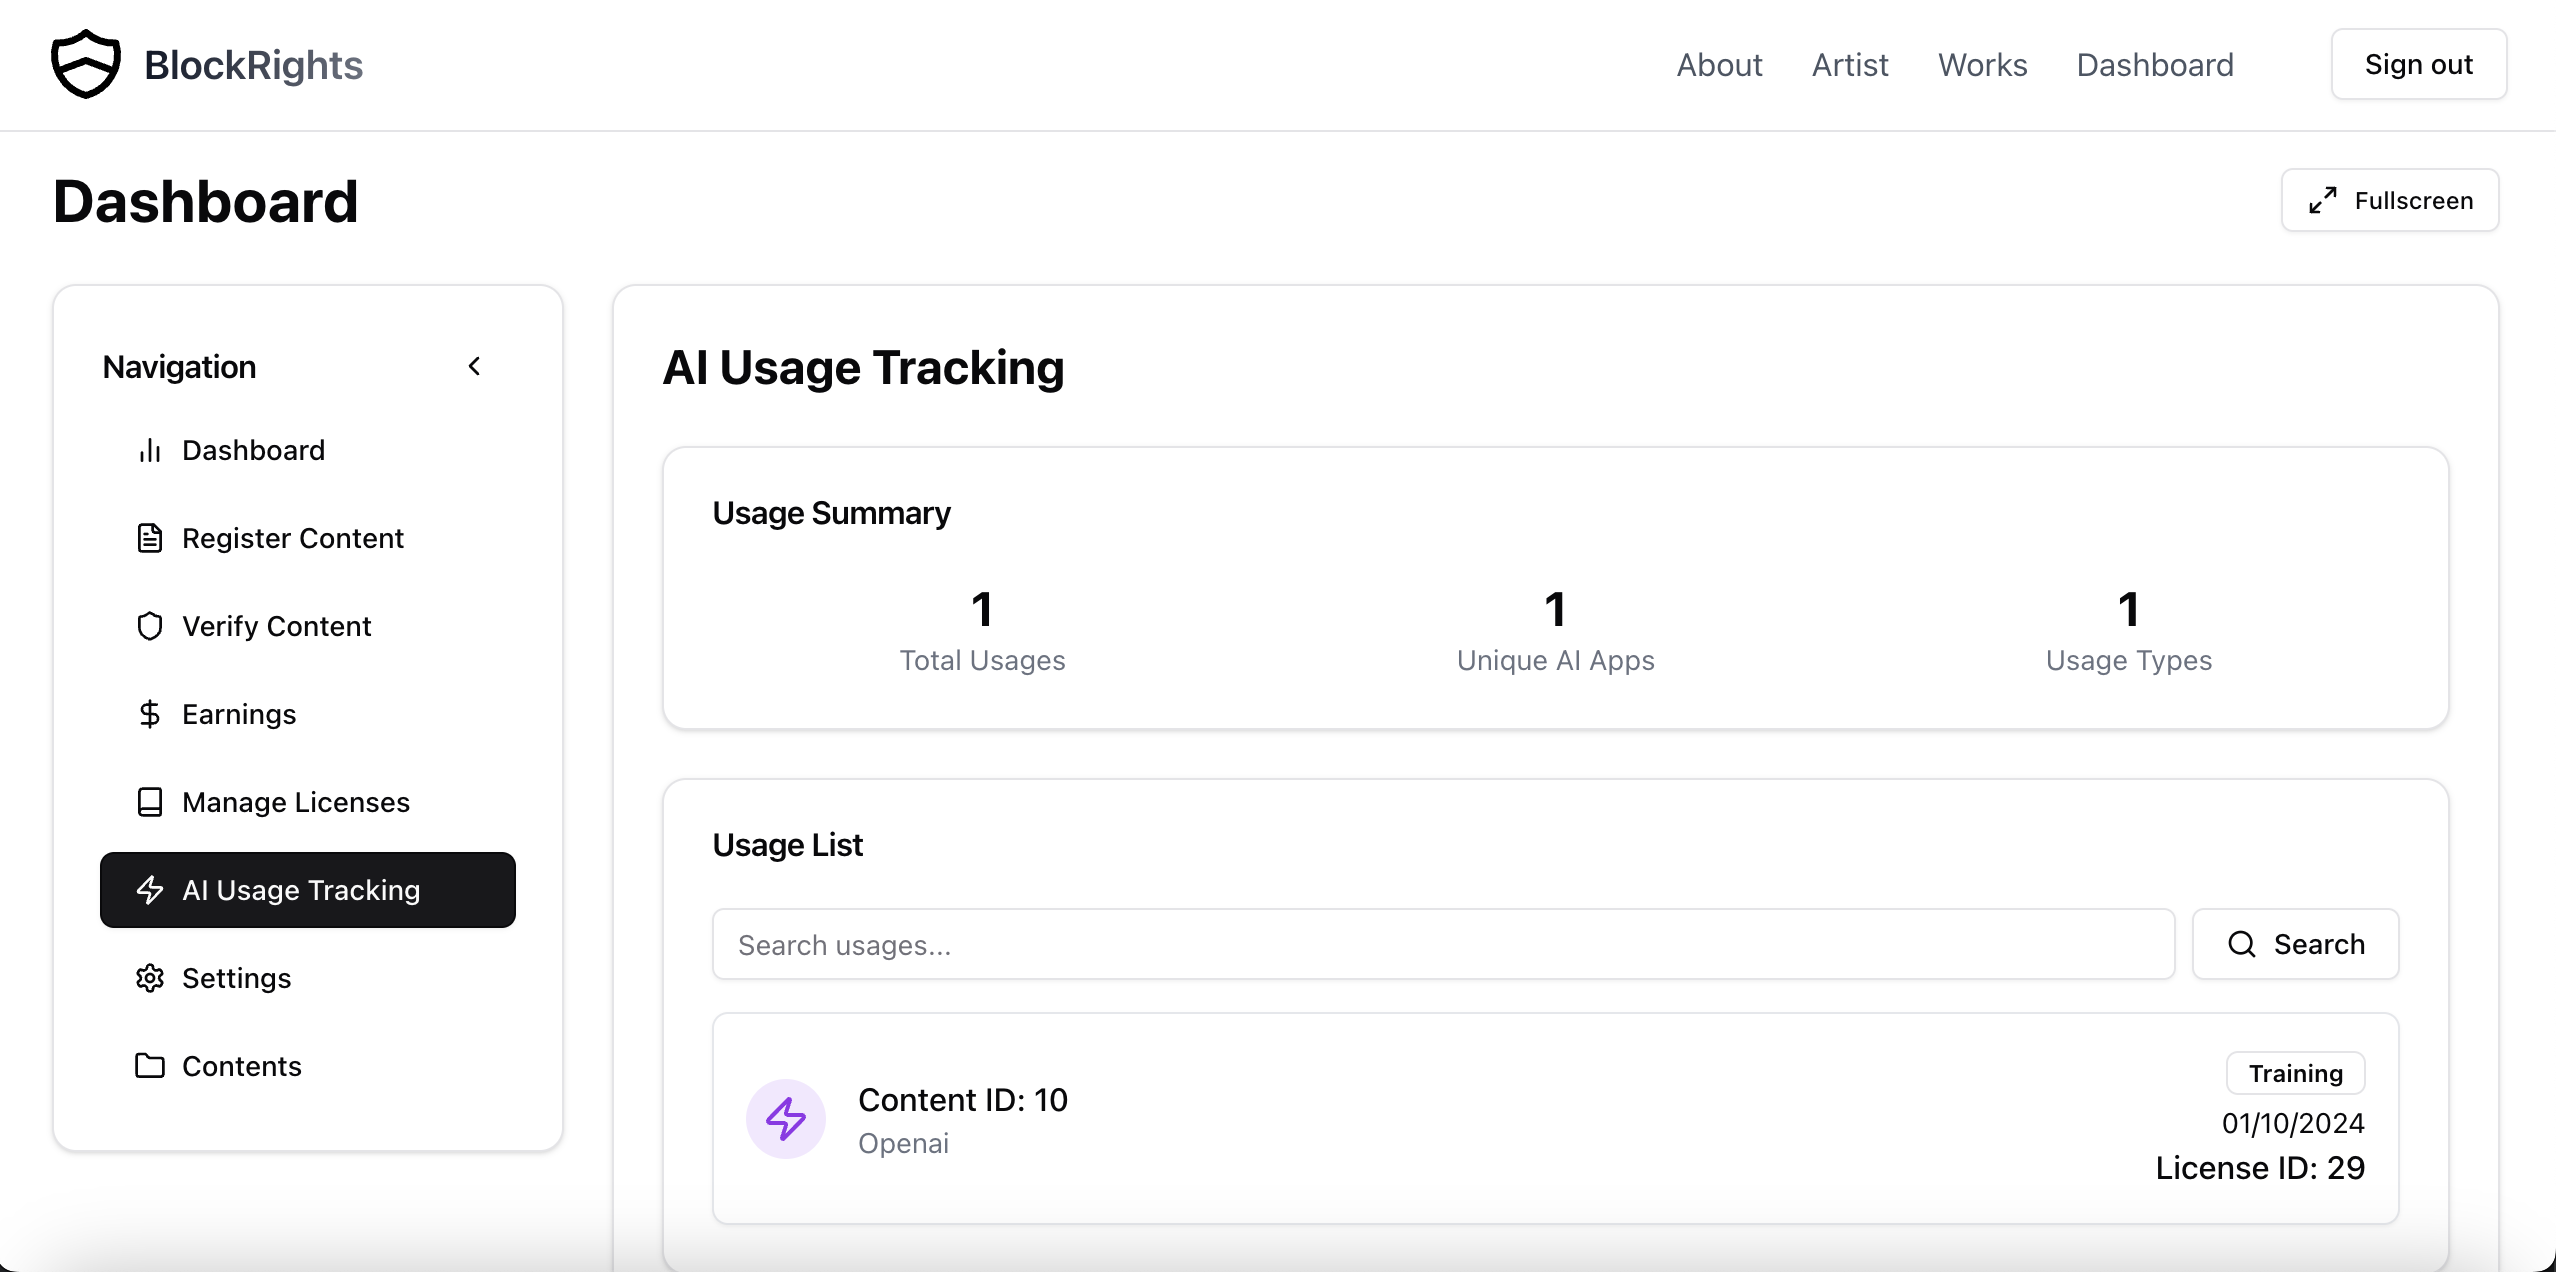 BlockRights
About Artist Works Dashboard Sign out
Dashboard
Fullscreen
Navigation
Dashboard
Register Content
Verify Content
Earnings
Manage Licenses
AI Usage Tracking
Settings
Contents
AI Usage Tracking
Usage Summary
1
Total Usages
1
Unique AI Apps
1
Usage Types
Usage List
Search usages...
Search
Content ID: 10
Openai
Training
01/10/2024
License ID: 29